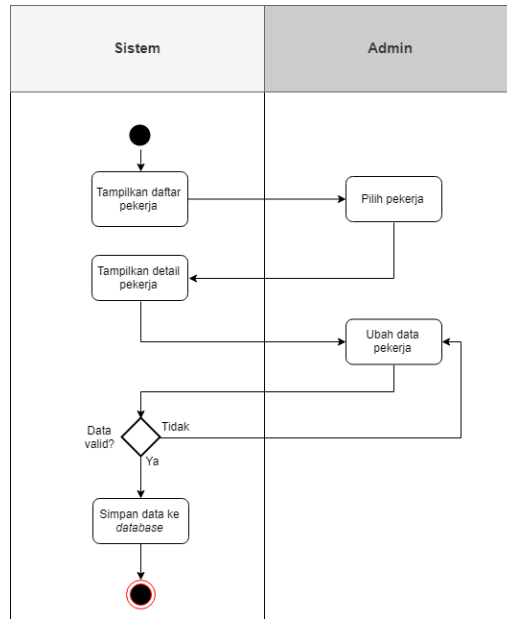 Sistem
Admin
Tampilkan daftar
pekerja
Pilih pekerja
Tampilkan detail
pekerja
Ubah data
pekerja
Data
valid?
Tidak
Ya
Simpan data ke
database